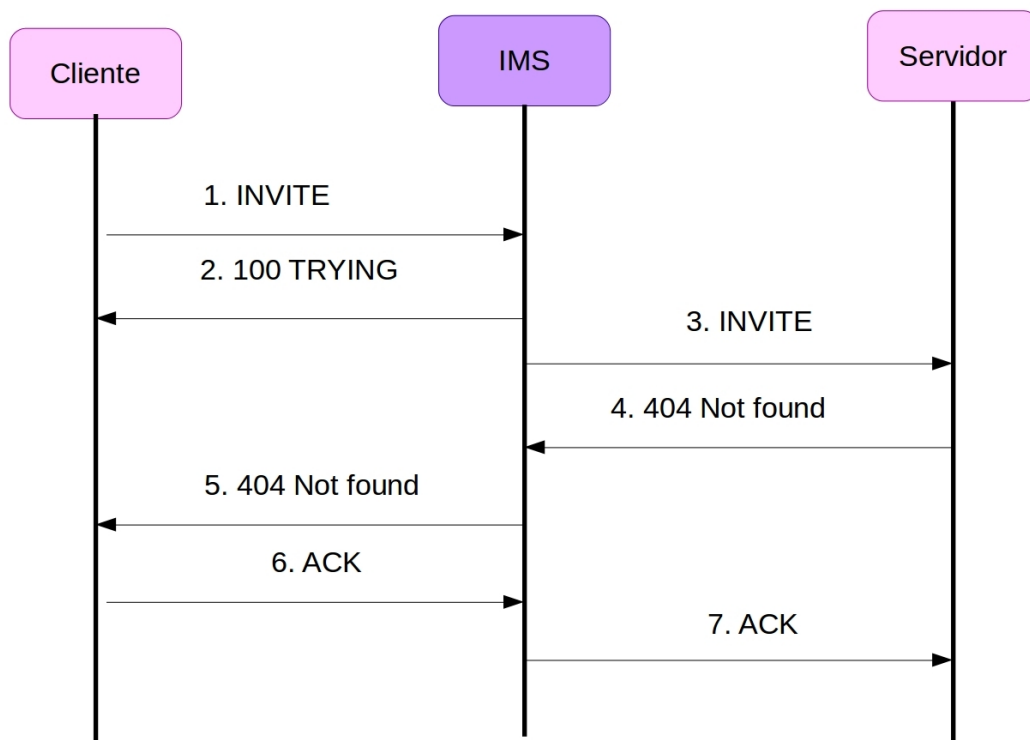 Cliente
IMS
Servidor
1. INVITE
2. 100 TRYING
3. INVITE
4. 404 Not found
5. 404 Not found
6. ACK
7. ACK